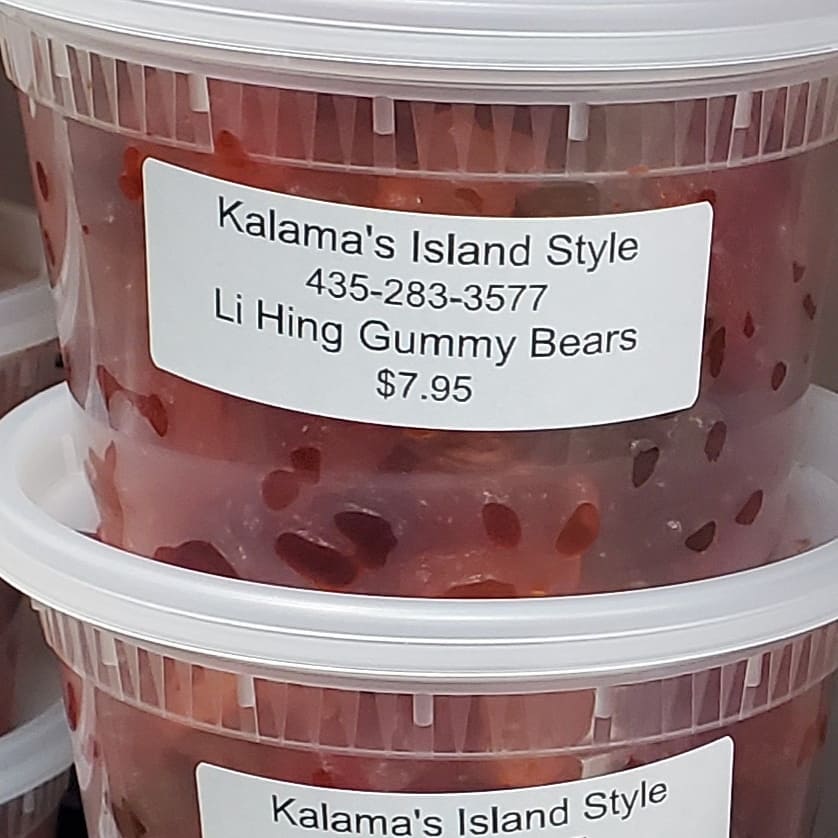 Kalama's Island Style
435-283-3577
Li Hing Gummy Bears
$7.95
Kalama's Island Style